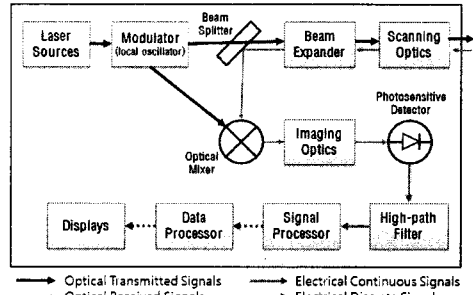 Laser
Sources
Modulator
(local oscillator)
Beam
Splitter
Beam
Expander
Scanning
Optics
Photosensitive
Detector
Optical
Mixer
Imaging
Optics
Displays
Data
Processor
Signal
Processor
High-path
Filter
Optical Transmitted Signals
Electrical Continuous Signals